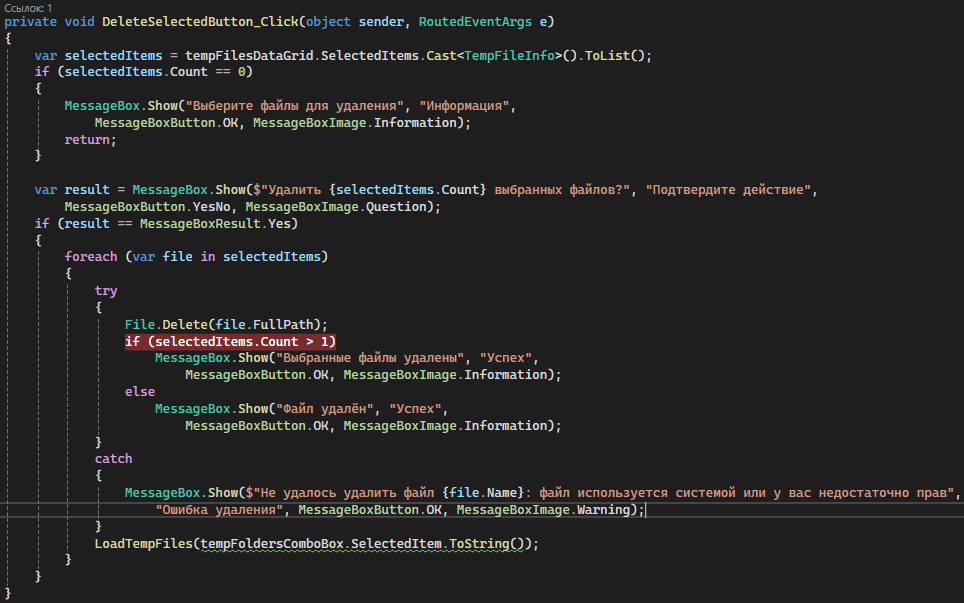 Ссылок: 1
private void DeleteSelectedButton_Click(object sender, RoutedEventArgs e)
{
var selectedItems = tempFilesDataGrid.SelectedItems.Cast<TempFileInfo>().ToList();
if (selectedItems.Count == 0)
{
MessageBox.Show("Выберите файлы для удаления", "Информация",
MessageBoxButton.OK, MessageBoxImage.Information);
return;
}
var result = MessageBox.Show($"Удалить {selectedItems.Count} выбранных файлов?", "Подтвердите действие",
MessageBoxButton.YesNo, MessageBoxImage.Question);
if (result == MessageBoxResult.Yes)
{
foreach (var file in selectedItems)
{
try
{
File.Delete(file.FullPath);
if (selectedItems.Count > 1)
MessageBox.Show("Выбранные файлы удалены", "Успех",
MessageBoxButton.OK, MessageBoxImage.Information);
else
MessageBox.Show("Файл удалён", "Успех",
MessageBoxButton.OK, MessageBoxImage.Information);
}
catch
{
MessageBox.Show($"Не удалось удалить файл {file.Name}: файл используется системой или у вас недостаточно прав",
"Ошибка удаления", MessageBoxButton.OK, MessageBoxImage.Warning);
}
LoadTempFiles(tempFoldersComboBox.SelectedItem.ToString());
}
}
}